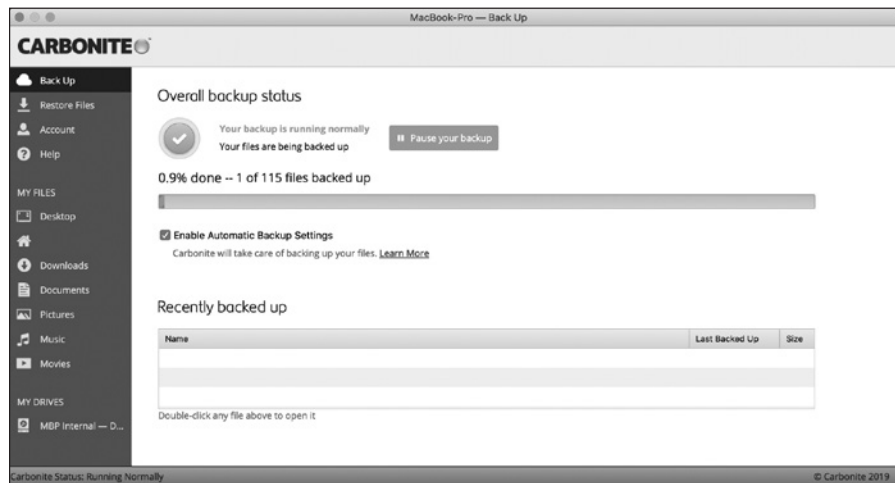 MacBook-Pro — Back Up
CARBONITE
Back Up
Restore Files
Account
Help
MY FILES
Desktop
Downloads
Documents
Pictures
Music
Movies
MY DRIVES
MBP Internal — D...
Overall backup status
Your backup is running normally
Your files are being backed up
Pause your backup
0.9% done -- 1 of 115 files backed up
Enable Automatic Backup Settings
Carbonite will take care of backing up your files. Learn More
Recently backed up
Name Last Backed Up Size
Double-click any file above to open it
Carbonite Status: Running Normally © Carbonite 2019